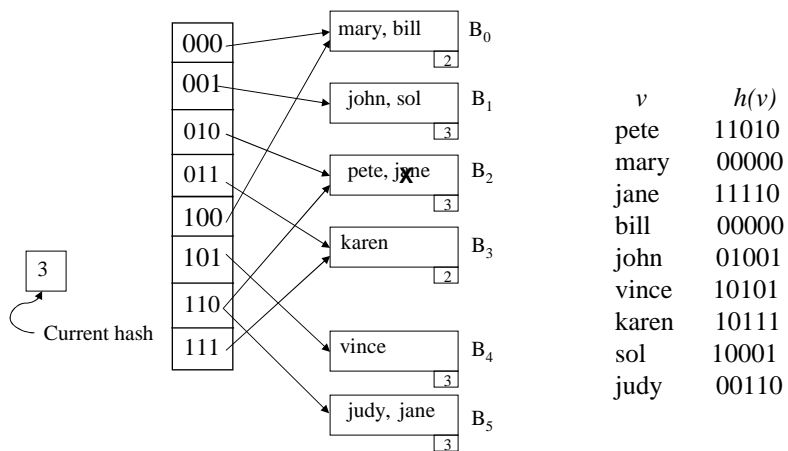 000
001
010
011
100
101
110
111
3
Current hash
mary, bill
B0
2
john, sol
B1
3
pete, jane
X
B2
3
karen
B3
2
vince
B4
3
judy, jane
B5
3
v h(v)
pete 11010
mary 00000
jane 11110
bill 00000
john 01001
vince 10101
karen 10111
sol 10001
judy 00110